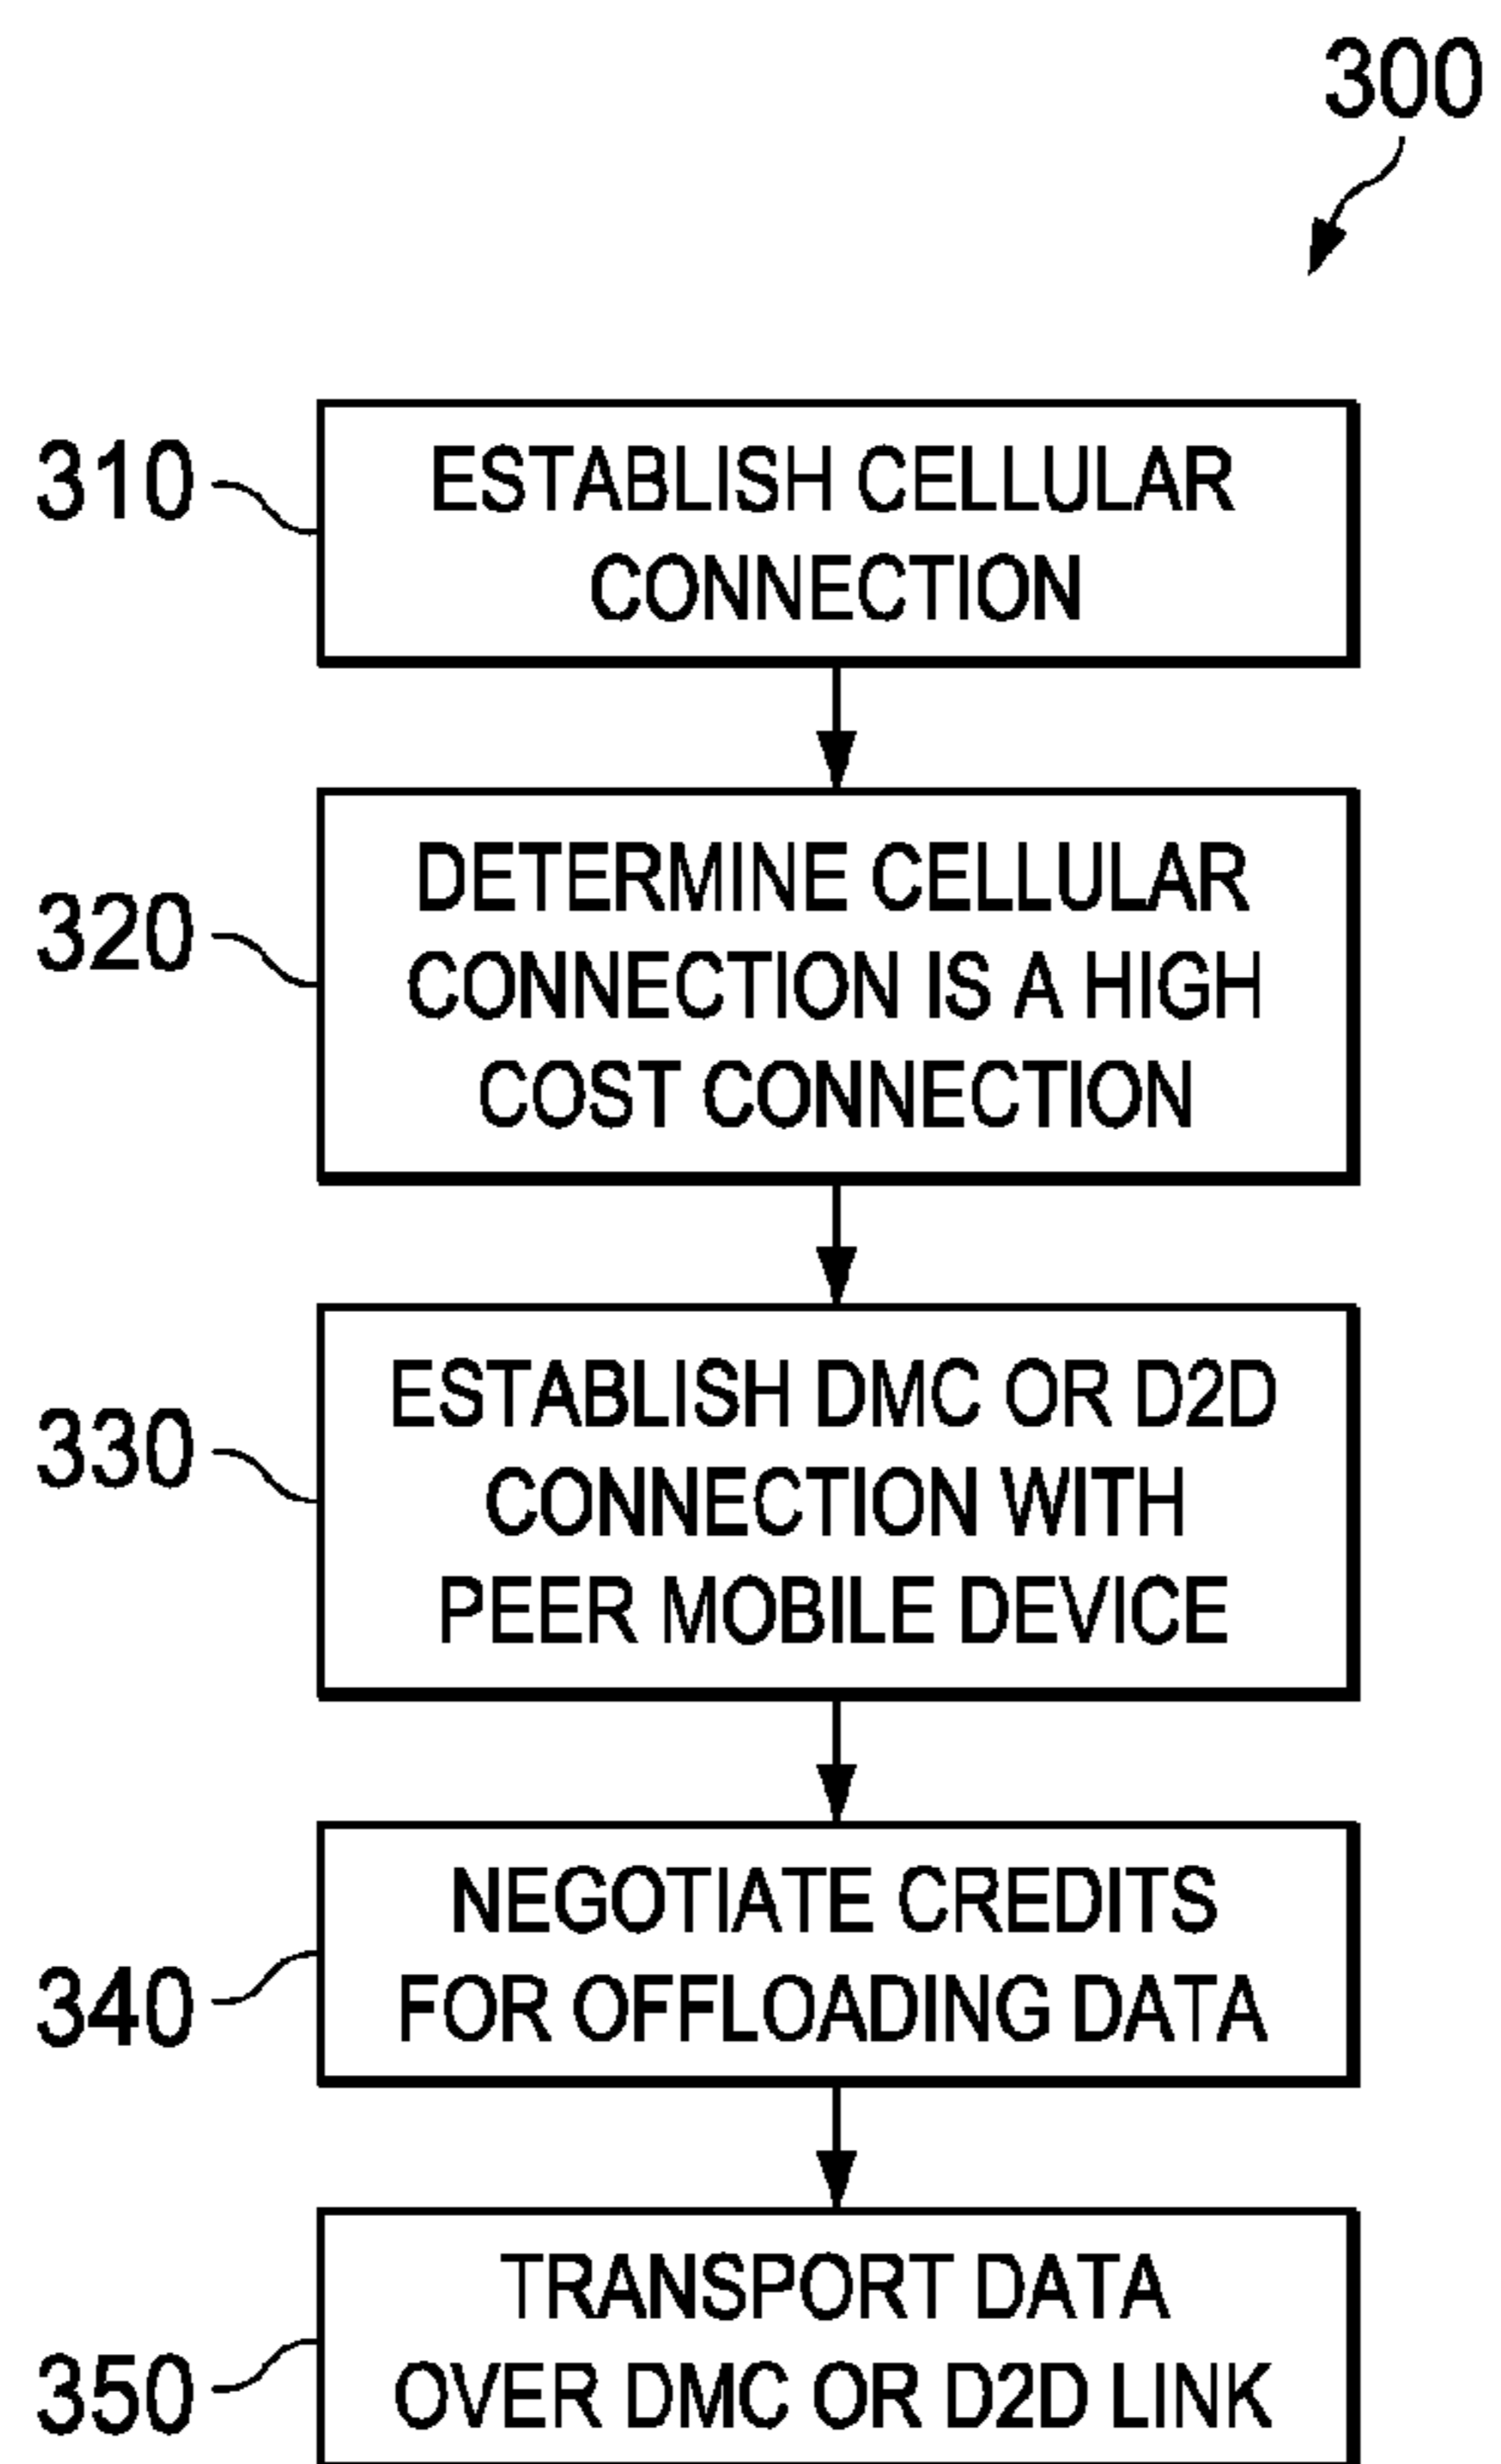 300
310
ESTABLISH CELLULAR
CONNECTION
320
DETERMINE CELLULAR
CONNECTION IS A HIGH
COST CONNECTION
330
ESTABLISH DMC OR D2D
CONNECTION WITH
PEER MOBILE DEVICE
340
NEGOTIATE CREDITS
FOR OFFLOADING DATA
350
TRANSPORT DATA
OVER DMC OR D2D LINK